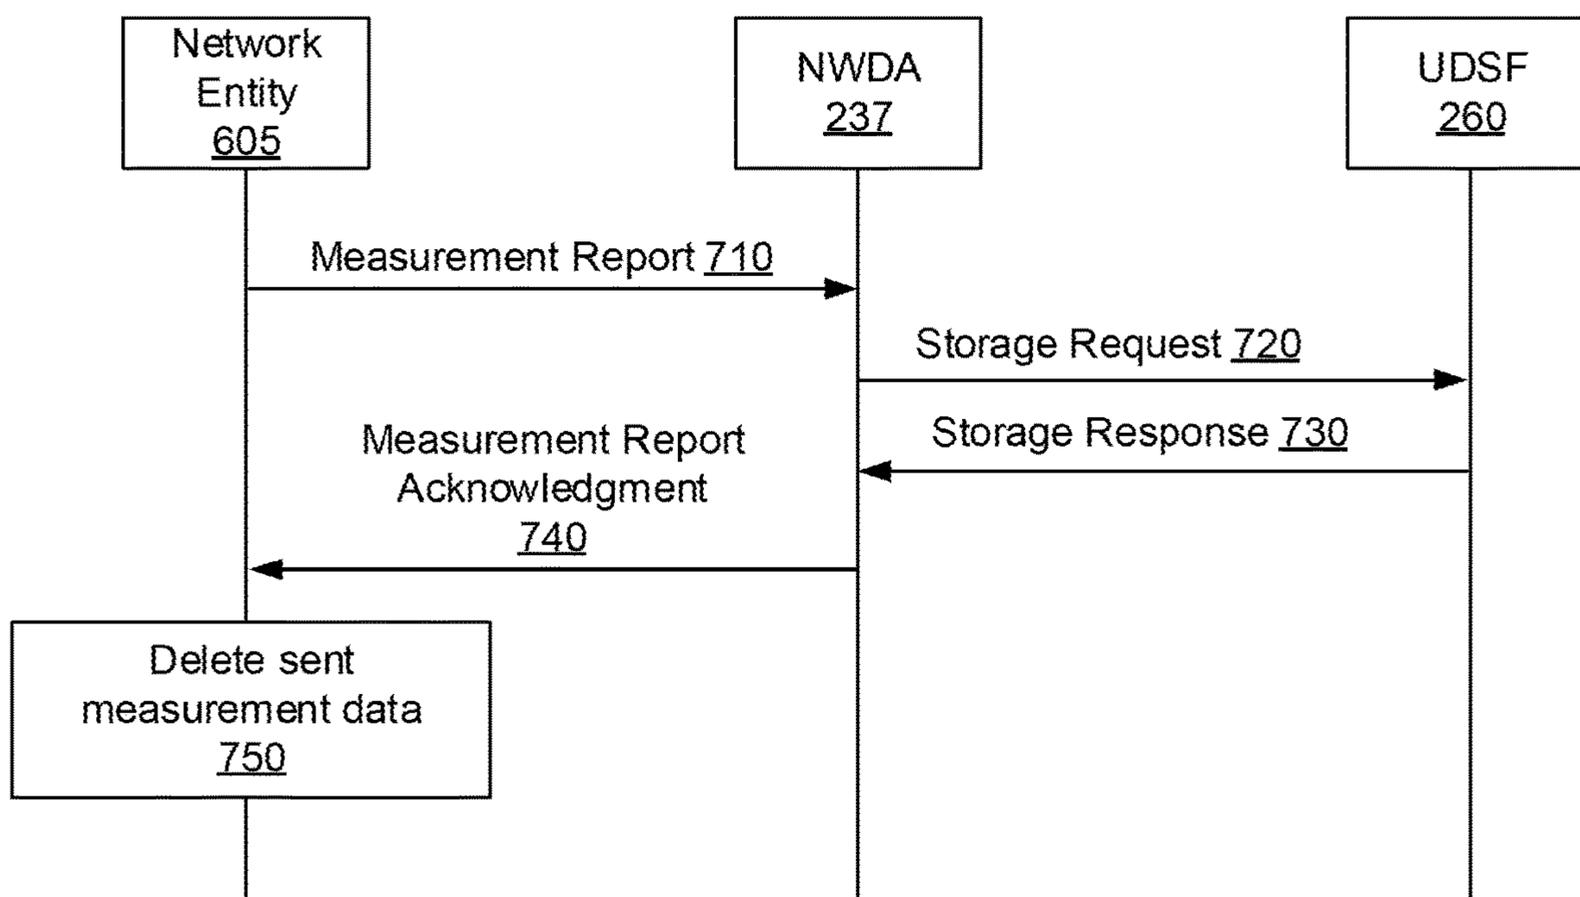 Network
Entity
605
NWDA
237
UDSF
260
Measurement Report 710
Storage Request 720
Storage Response 730
Measurement Report
Acknowledgment
740
Delete sent
measurement data
750